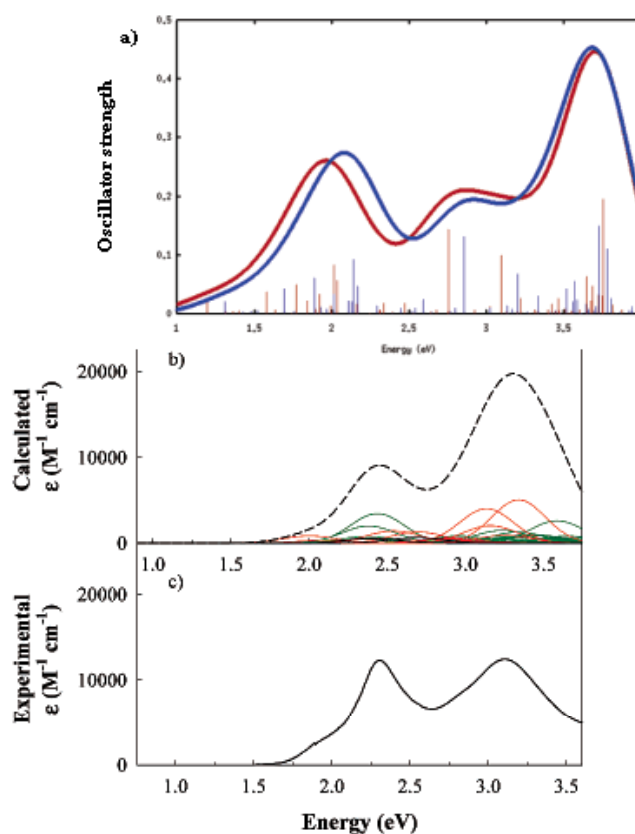 a)
Oscillator strength
0.5
0.4
0.3
0.2
0.1
0
1
1.5
2
2.5
3
3.5
Energy (eV)
b)
Calculated
ε (M⁻¹ cm⁻¹)
20000
10000
0
1.0 1.5 2.0 2.5 3.0 3.5
c)
Experimental
ε (M⁻¹ cm⁻¹)
20000
10000
0
1.0 1.5 2.0 2.5 3.0 3.5
Energy (eV)